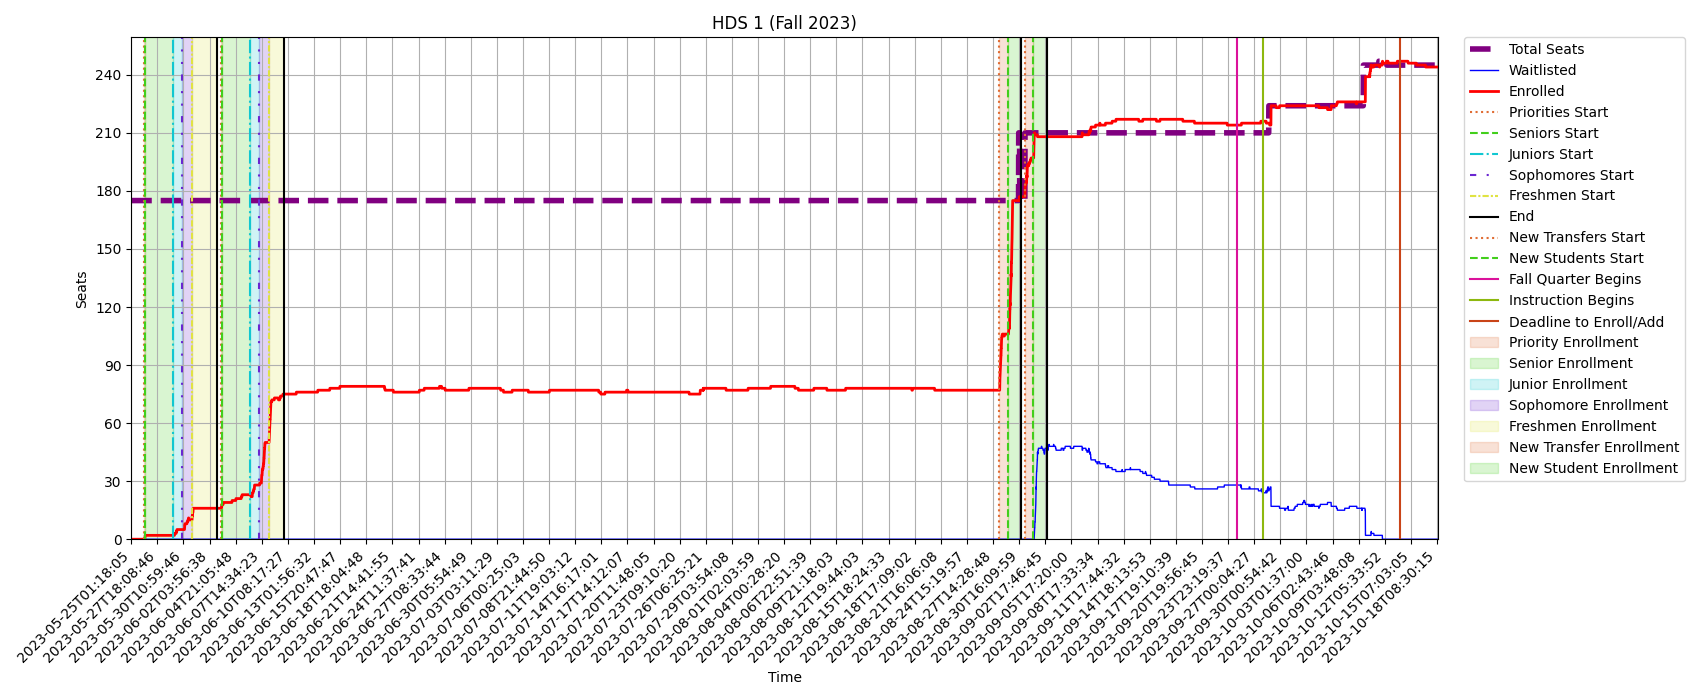 HDS 1 (Fall 2023)
Seats
240
210
180
150
120
90
60
30
0
2023-05-25T01:18:05
2023-05-27T18:08:46
2023-05-30T10:59:46
2023-06-02T03:56:38
2023-06-04T21:05:48
2023-06-07T14:34:23
2023-06-10T08:17:27
2023-06-13T01:56:32
2023-06-15T20:47:47
2023-06-18T18:04:48
2023-06-21T14:41:55
2023-06-24T11:37:41
2023-06-27T08:33:44
2023-06-30T05:54:49
2023-07-03T03:11:29
2023-07-06T00:25:03
2023-07-08T21:44:50
2023-07-11T19:03:12
2023-07-14T16:17:01
2023-07-17T14:12:07
2023-07-20T11:48:05
2023-07-23T09:10:20
2023-07-26T06:25:21
2023-07-29T03:54:08
2023-08-01T02:03:59
2023-08-04T00:28:20
2023-08-06T22:51:39
2023-08-09T21:18:03
2023-08-12T19:44:03
2023-08-15T18:24:33
2023-08-18T17:09:02
2023-08-21T16:06:08
2023-08-24T15:19:57
2023-08-27T14:28:48
2023-08-30T16:09:59
2023-09-02T17:46:45
2023-09-05T17:20:00
2023-09-08T17:33:34
2023-09-11T17:44:32
2023-09-14T18:13:53
2023-09-17T19:10:39
2023-09-20T19:56:45
2023-09-23T23:19:37
2023-09-27T00:04:27
2023-09-30T00:54:42
2023-10-03T01:37:00
2023-10-06T02:43:46
2023-10-09T03:48:08
2023-10-12T05:33:52
2023-10-15T07:03:05
2023-10-18T08:30:15
Time
Total Seats
Waitlisted
Enrolled
Priorities Start
Seniors Start
Juniors Start
Sophomores Start
Freshmen Start
End
New Transfers Start
New Students Start
Fall Quarter Begins
Instruction Begins
Deadline to Enroll/Add
Priority Enrollment
Senior Enrollment
Junior Enrollment
Sophomore Enrollment
Freshmen Enrollment
New Transfer Enrollment
New Student Enrollment